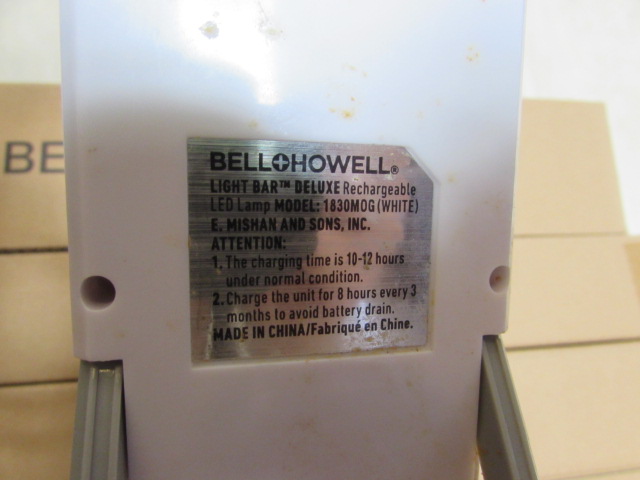 BE
BELL+HOWELL®
LIGHT BAR™ DELUXE Rechargeable
LED Lamp MODEL: 1830MOG (WHITE)
E. MISHAN AND SONS, INC.
ATTENTION:
1. The charging time is 10-12 hours
under normal condition.
2. Charge the unit for 8 hours every 3
months to avoid battery drain.
MADE IN CHINA/Fabriqué en Chine.